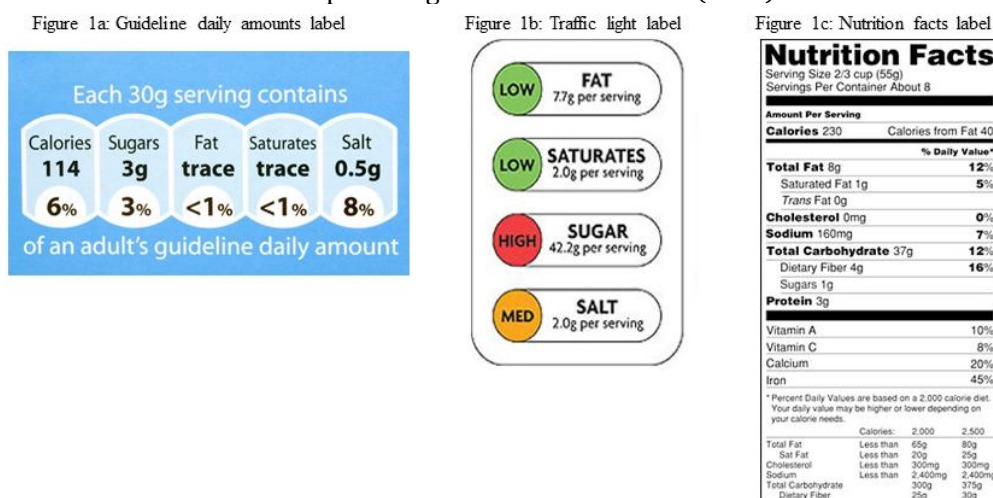 Figure 1a: Guideline daily amounts label
Each 30g serving contains
Calories Sugars Fat Saturates Salt
114 3g trace trace 0.5g
6% 3% <1% <1% 8%
of an adult's guideline daily amount
Figure 1b: Traffic light label
LOW FAT
7.7g per serving
LOW SATURATES
2.0g per serving
HIGH SUGAR
42.2g per serving
MED SALT
2.0g per serving
Figure 1c: Nutrition facts label
Nutrition Facts
Serving Size 2/3 cup (55g)
Servings Per Container About 8
Amount Per Serving
Calories 230 Calories from Fat 40
% Daily Value*
Total Fat 8g 12%
Saturated Fat 1g 5%
Trans Fat 0g
Cholesterol 0mg 0%
Sodium 160mg 7%
Total Carbohydrate 37g 12%
Dietary Fiber 4g 16%
Sugars 1g
Protein 3g
Vitamin A 10%
Vitamin C 8%
Calcium 20%
Iron 45%
* Percent Daily Values are based on a 2,000 calorie diet.
Your daily value may be higher or lower depending on
your calorie needs.
Calories: 2,000 2,500
Total Fat Less than 65g 80g
Sat Fat Less than 20g 25g
Cholesterol Less than 300mg 300mg
Sodium Less than 2,400mg 2,400mg
Total Carbohydrate 300g 375g
Dietary Fiber 25g 30g